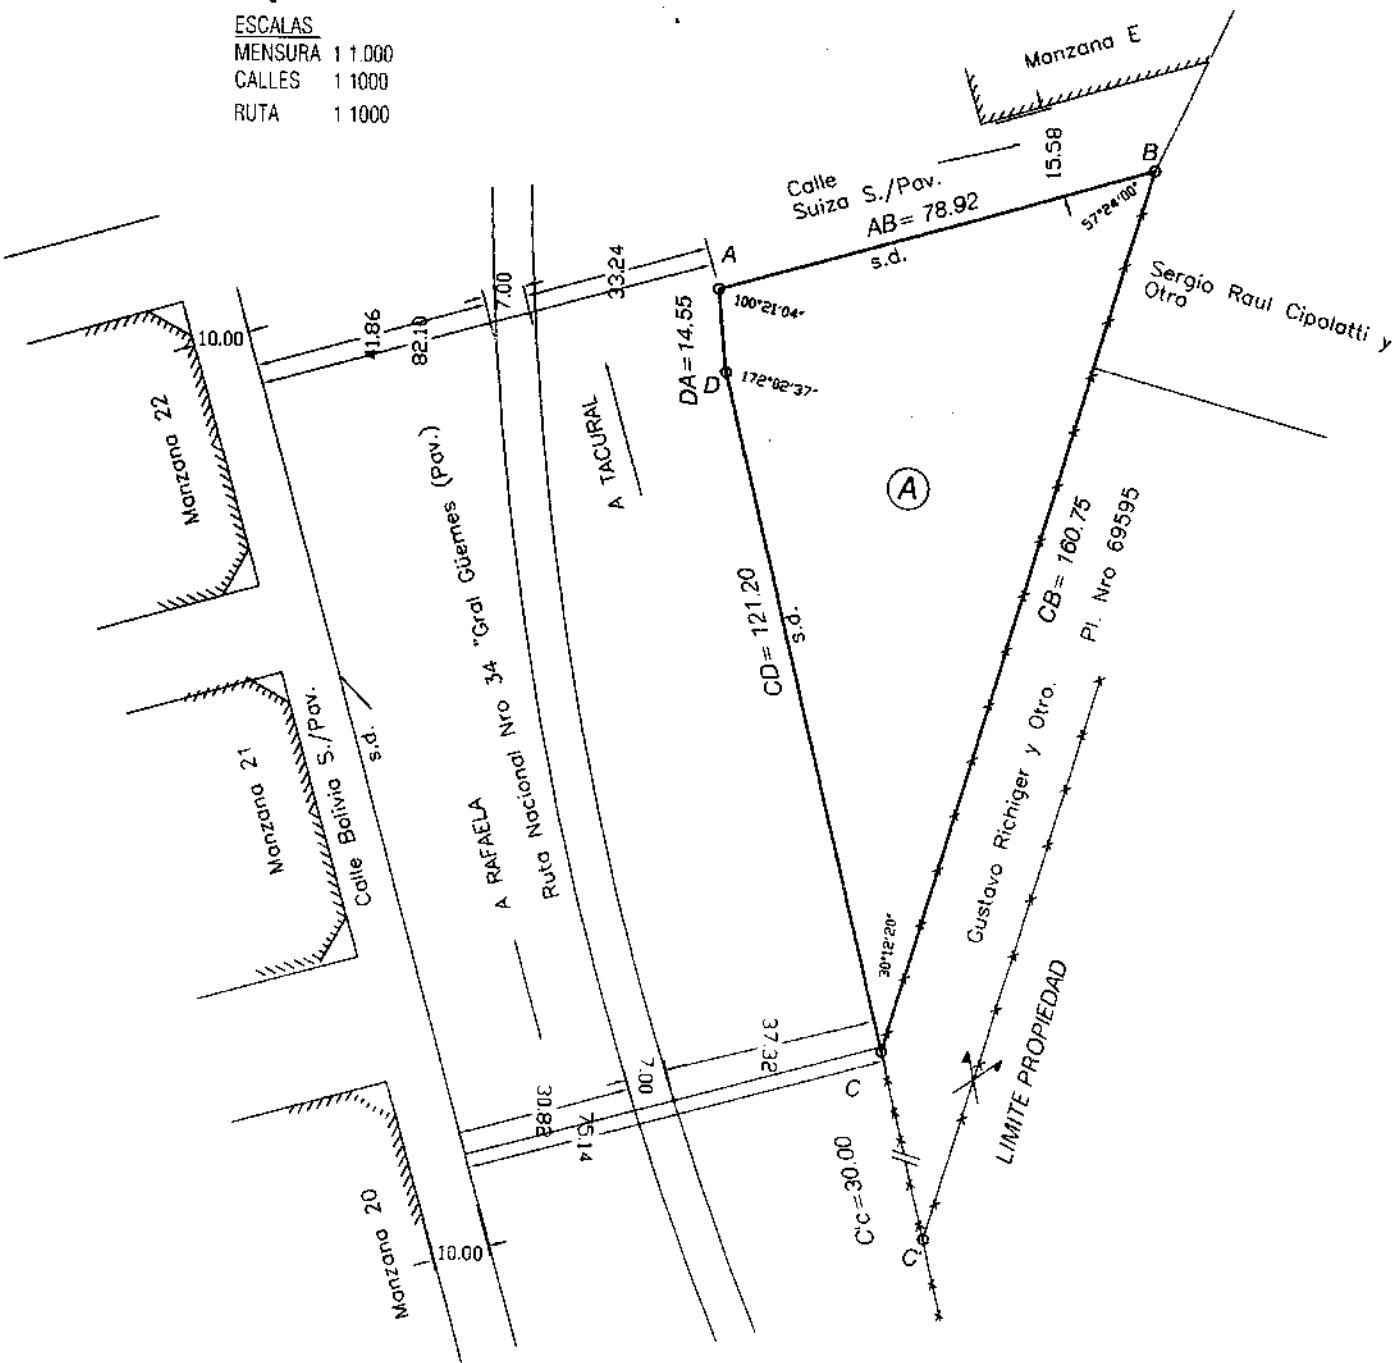 ESCALAS
MENSURA 1 1.000
CALLES 1 1000
RUTA 1 1000
Manzana E
15.58
B
Calle
Suiza S./Pav.
AB= 78.92
s.d.
57°24'00"
Sergio Raul Cipolatti y
Otro
A
100°21'04"
33.24
7.00
41.86
82.10
10.00
DA=14.55
D
172°02'37"
Manzana 22
A TACURAL
A
Ruta Nacional Nro 34 "Gral Güemes (Pav.)
A RAFAELA
CD= 121.20
s.d.
CB= 160.75
Pl. Nro 69595
Gustavo Richiger y Otro.
Manzana 21
Calle Bolivia S./Pav.
s.d.
30°12'20"
LIMITE PROPIEDAD
37.32
7.00
30.82
75.14
C
C'C=30.00
C'
Manzana 20
10.00